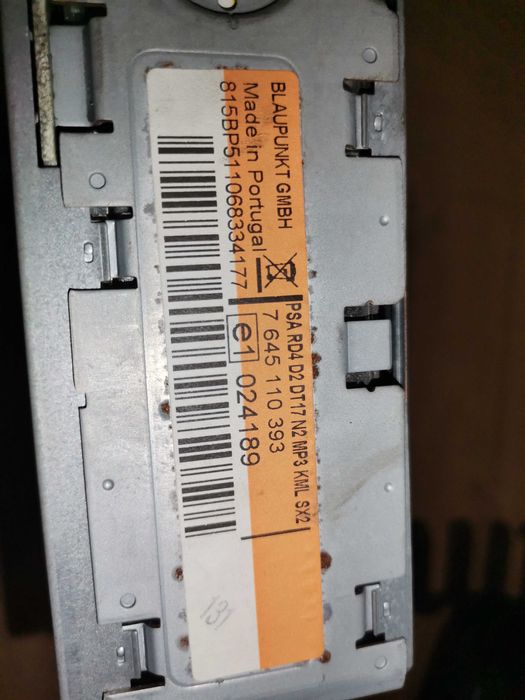 BLAUPUNKT GMBH
Made in Portugal
815BP511068334177
PSA RD4 D2 DT17 N2 MP3 KML SX2
7 645 110 393
e1 024189
131